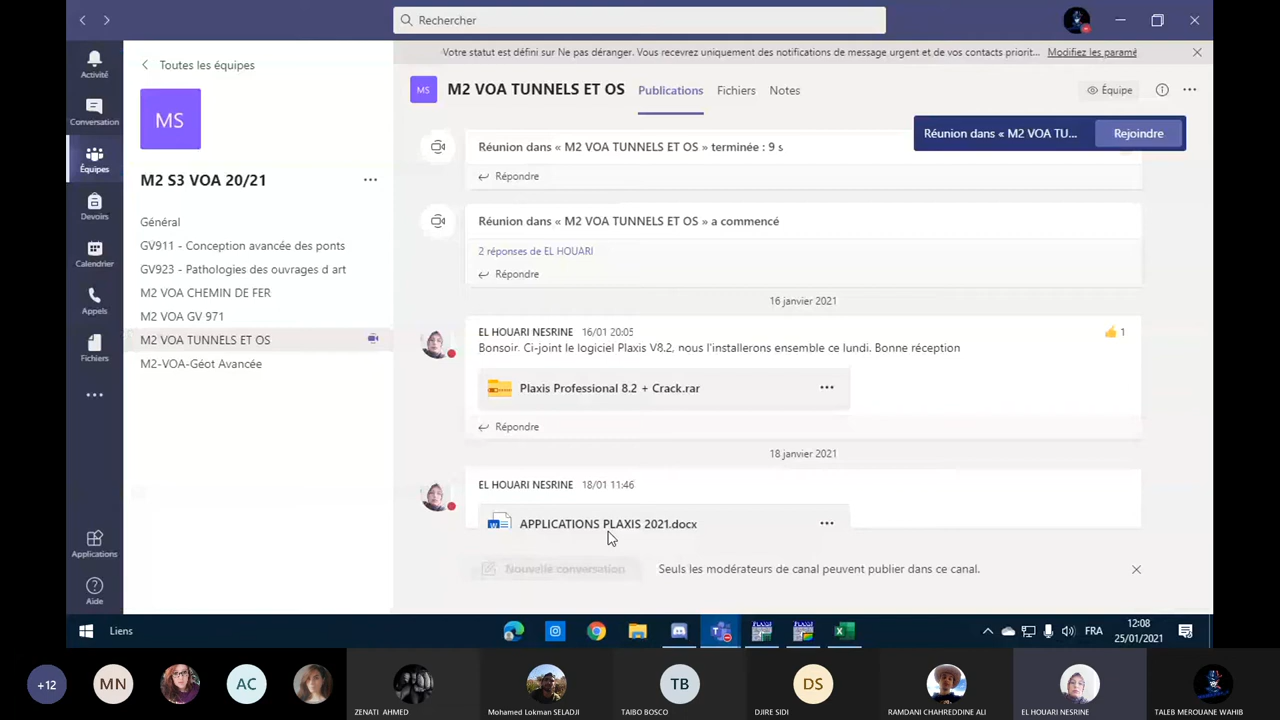 Rechercher
Votre statut est défini sur Ne pas déranger. Vous recevrez uniquement des notifications de message urgent et de vos contacts priorit... Modifiez les paramé
Activité
Conversation
Équipes
Devoirs
Calendrier
Appels
Fichiers
Applications
Aide
Toutes les équipes
MS
M2 S3 VOA 20/21
Général
GV911 - Conception avancée des ponts
GV923 - Pathologies des ouvrages d art
M2 VOA CHEMIN DE FER
M2 VOA GV 971
M2 VOA TUNNELS ET OS
M2-VOA-Géot Avancée
MS M2 VOA TUNNELS ET OS Publications Fichiers Notes Équipe
Réunion dans « M2 VOA TU... Rejoindre
Réunion dans « M2 VOA TUNNELS ET OS » terminée : 9 s
Répondre
Réunion dans « M2 VOA TUNNELS ET OS » a commencé
2 réponses de EL HOUARI
Répondre
16 janvier 2021
EL HOUARI NESRINE 16/01 20:05 1
Bonsoir. Ci-joint le logiciel Plaxis V8.2, nous l'installerons ensemble ce lundi. Bonne réception
Plaxis Professional 8.2 + Crack.rar
Répondre
18 janvier 2021
EL HOUARI NESRINE 18/01 11:46
APPLICATIONS PLAXIS 2021.docx
Nouvelle conversation Seuls les modérateurs de canal peuvent publier dans ce canal.
Liens FRA 12:08
25/01/2021
+12 MN AC TB DS
ZENATI AHMED Mohamed Lokman SELADJI TAIBO BOSCO DJIRE SIDI RAMDANI CHAHREDDINE ALI EL HOUARI NESRINE TALEB MEROUANE WAHIB